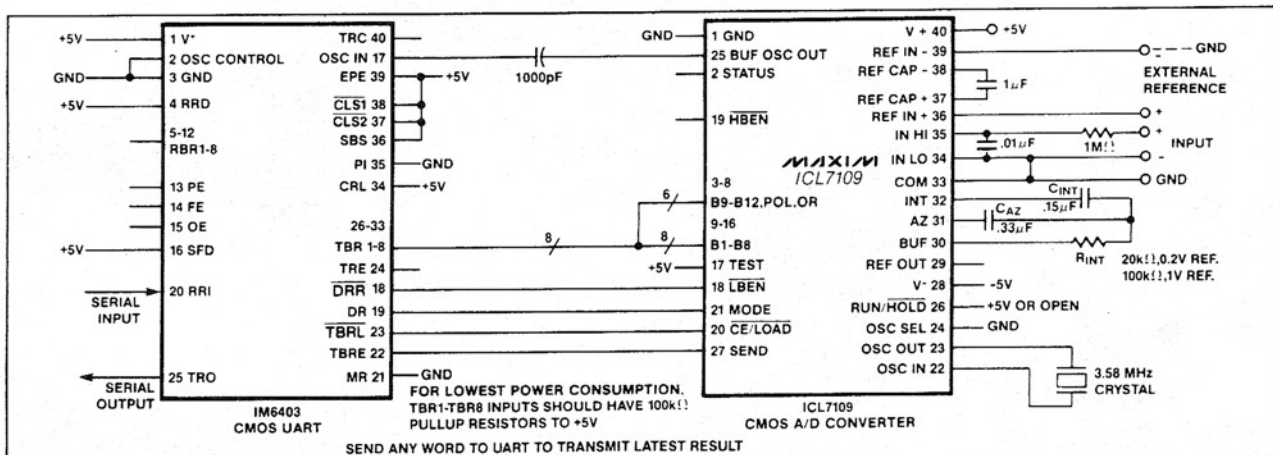 +5V
1 V+
2 OSC CONTROL
GND
3 GND
+5V
4 RRD
5-12
RBR1-8
13 PE
14 FE
15 OE
+5V
16 SFD
SERIAL
INPUT
20 RRI
25 TRO
SERIAL
OUTPUT
TRC 40
OSC IN 17
EPE 39
+5V
CLS1 38
CLS2 37
SBS 36
PI 35
GND
CRL 34
+5V
26-33
TBR 1-8
TRE 24
DRR 18
DR 19
TBRL 23
TBRE 22
MR 21
GND
IM6403
CMOS UART
1000pF
8
6
8
FOR LOWEST POWER CONSUMPTION,
TBR1-TBR8 INPUTS SHOULD HAVE 100kΩ
PULLUP RESISTORS TO +5V
GND
1 GND
25 BUF OSC OUT
2 STATUS
19 HBEN
MAXIM
ICL7109
3-8
B9-B12,POL,OR
9-16
B1-B8
+5V
17 TEST
18 LBEN
21 MODE
20 CE/LOAD
27 SEND
V + 40
+5V
REF IN - 39
REF CAP - 38
REF CAP + 37
REF IN + 36
IN HI 35
IN LO 34
COM 33
INT 32
AZ 31
BUF 30
REF OUT 29
V- 28
-5V
RUN/HOLD 26
+5V OR OPEN
OSC SEL 24
GND
OSC OUT 23
OSC IN 22
ICL7109
CMOS A/D CONVERTER
- --- GND
EXTERNAL
REFERENCE
1µF
+
.01µF
1MΩ
+
INPUT
-
GND
CINT
.15µF
CAZ
.33µF
RINT
20kΩ,0.2V REF.
100kΩ,1V REF.
3.58 MHz
CRYSTAL
SEND ANY WORD TO UART TO TRANSMIT LATEST RESULT